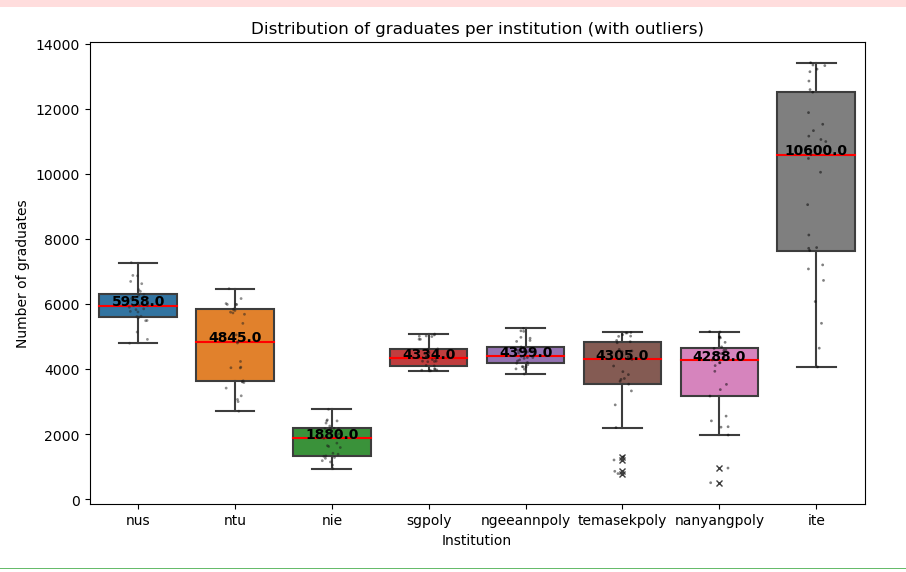 Distribution of graduates per institution (with outliers)
Number of graduates
14000
12000
10000
8000
6000
4000
2000
0
5958.0
4845.0
1880.0
4334.0
4399.0
4305.0
4288.0
10600.0
nus
ntu
nie
sgpoly
ngeeannpoly
temasekpoly
nanyangpoly
ite
Institution